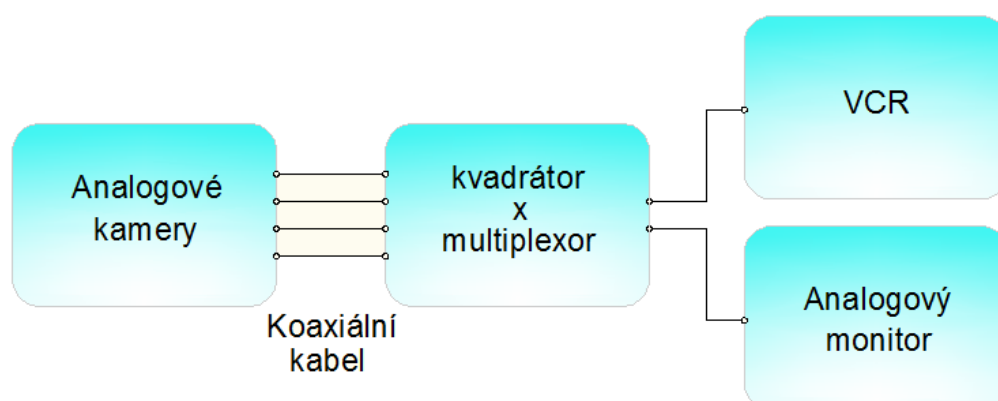 Analogové
kamery
Koaxiální
kabel
kvadrátor
x
multiplexor
VCR
Analogový
monitor